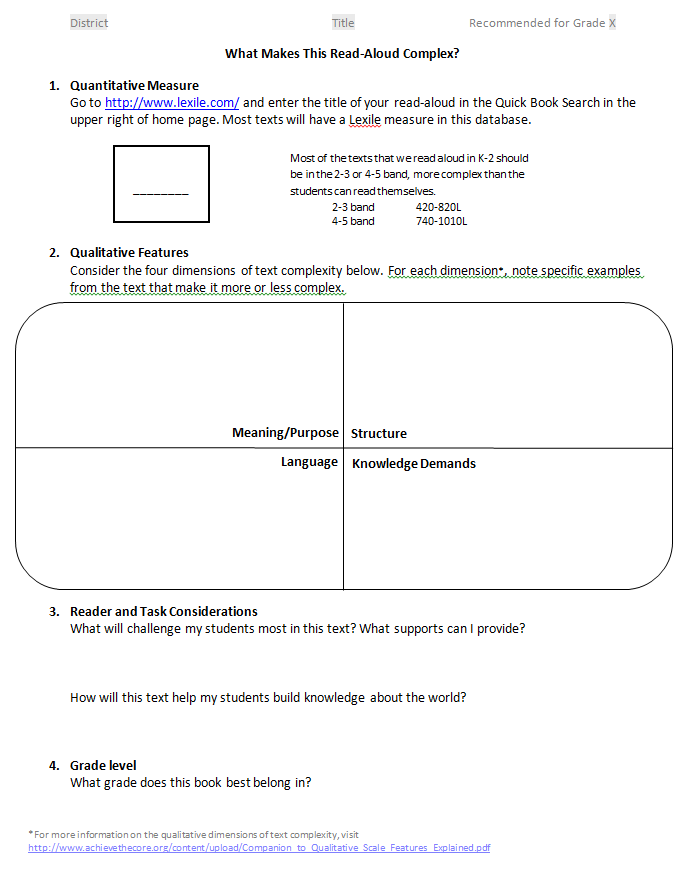 District Title Recommended for Grade X
What Makes This Read-Aloud Complex?
1. Quantitative Measure
Go to http://www.lexile.com/ and enter the title of your read-aloud in the Quick Book Search in the
upper right of home page. Most texts will have a Lexile measure in this database.
Most of the texts that we read aloud in K-2 should
be in the 2-3 or 4-5 band, more complex than the
________
students can read themselves.
2-3 band 420-820L
4-5 band 740-1010L
2. Qualitative Features
Consider the four dimensions of text complexity below. For each dimension*, note specific examples
from the text that make it more or less complex.
Meaning/Purpose Structure
Language Knowledge Demands
3. Reader and Task Considerations
What will challenge my students most in this text? What supports can I provide?
How will this text help my students build knowledge about the world?
4. Grade level
What grade does this book best belong in?
*For more information on the qualitative dimensions of text complexity, visit
http://www.achievethecore.org/content/upload/Companion_to_Qualitative_Scale_Features_Explained.pdf